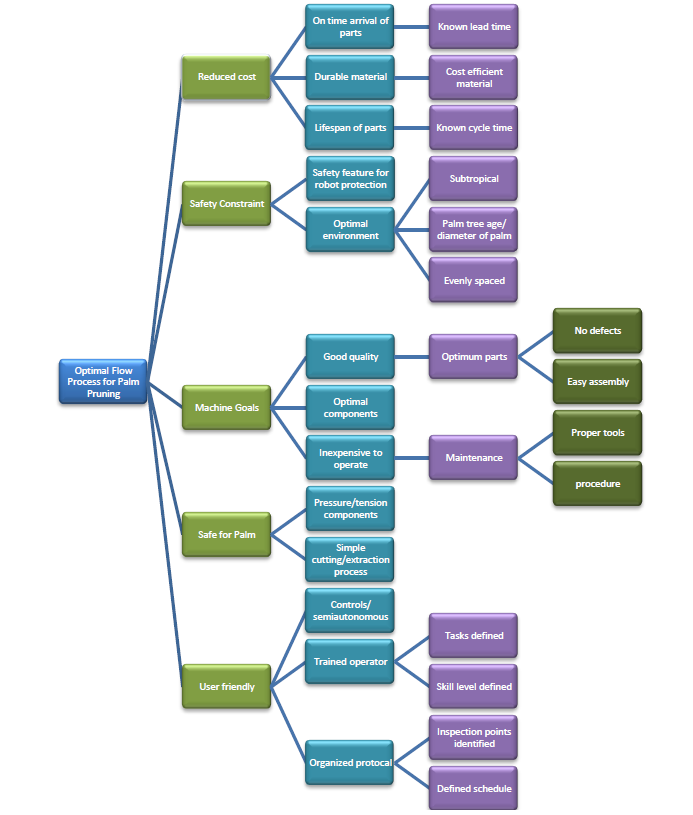 On time arrival of
parts
Known lead time
Reduced cost
Durable material
Cost efficient
material
Lifespan of parts
Known cycle time
Safety Constraint
Safety feature for
robot protection
Optimal
environment
Subtropical
Palm tree age/
diameter of palm
Evenly spaced
Optimal Flow
Process for Palm
Pruning
Machine Goals
Good quality
Optimum parts
No defects
Easy assembly
Optimal
components
Inexpensive to
operate
Maintenance
Proper tools
procedure
Safe for Palm
Pressure/tension
components
Simple
cutting/extraction
process
User friendly
Controls/
semiautonomous
Trained operator
Tasks defined
Skill level defined
Organized protocal
Inspection points
identified
Defined schedule